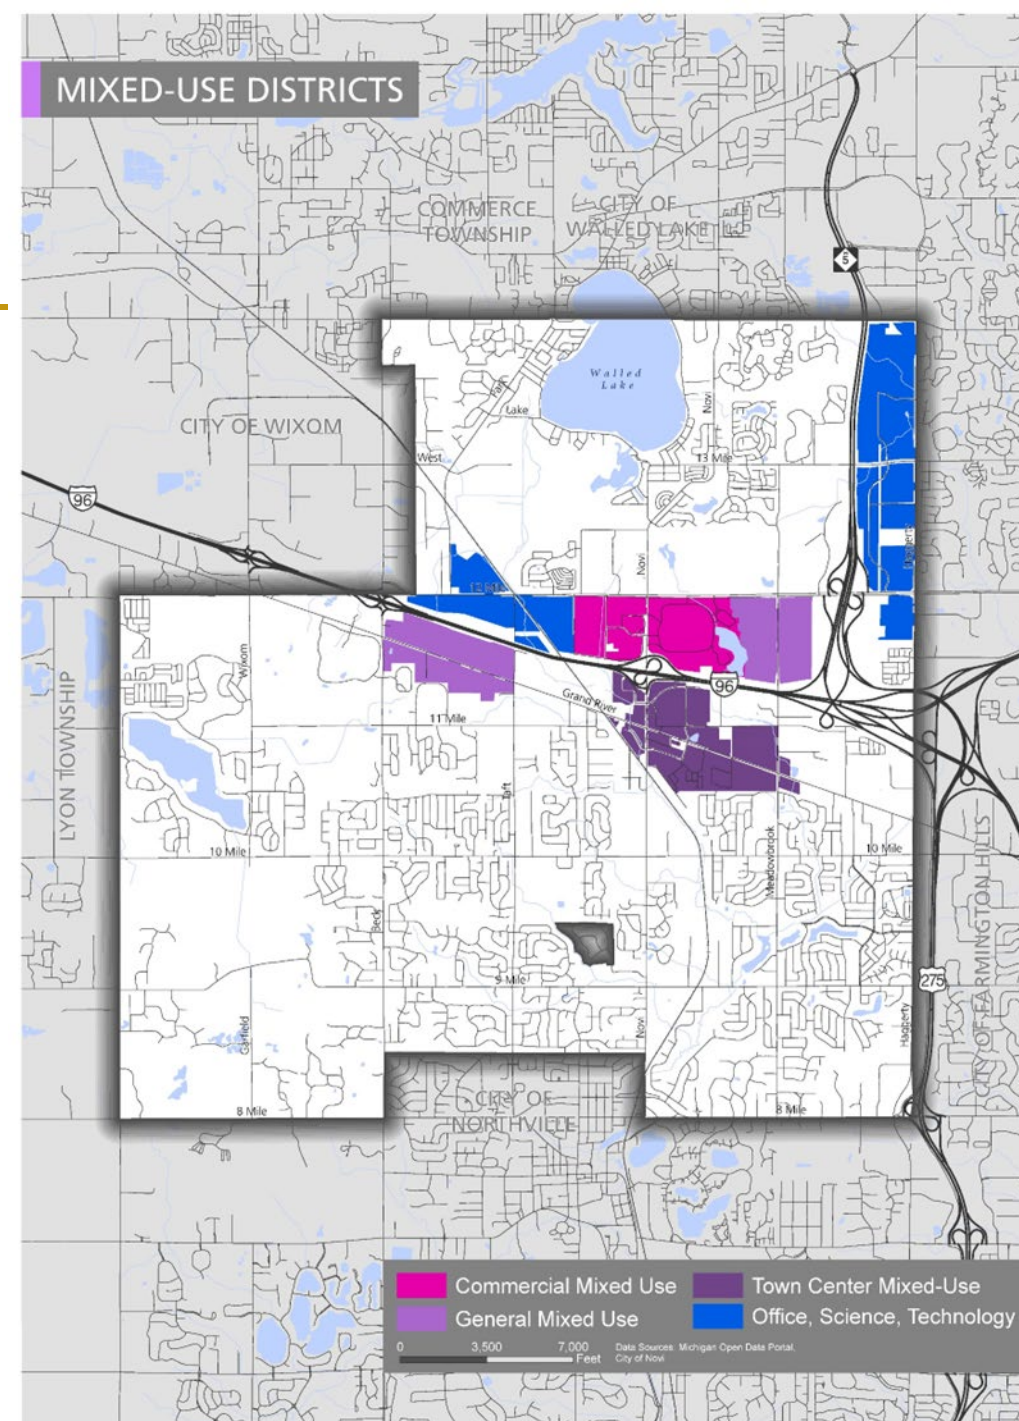 MIXED-USE DISTRICTS
COMMERCE
TOWNSHIP
CITY OF
WALLED LAKE
5
Walled
Lake
Park
Lake
Novi
CITY OF WIXOM
West
13 Mile
96
Novi
Haggerty
12 Mile
Wixom
96
Grand River
11 Mile
LYON TOWNSHIP
Taft
10 Mile
10 Mile
Meadowbrook
CITY OF FARMINGTON HILLS
Beck
9 Mile
275
Garfield
Novi
Haggerty
8 Mile
CITY OF
NORTHVILLE
8 Mile
Commercial Mixed Use
General Mixed Use
Town Center Mixed-Use
Office, Science, Technology
0 3,500 7,000
Feet
Data Sources: Michigan Open Data Portal,
City of Novi